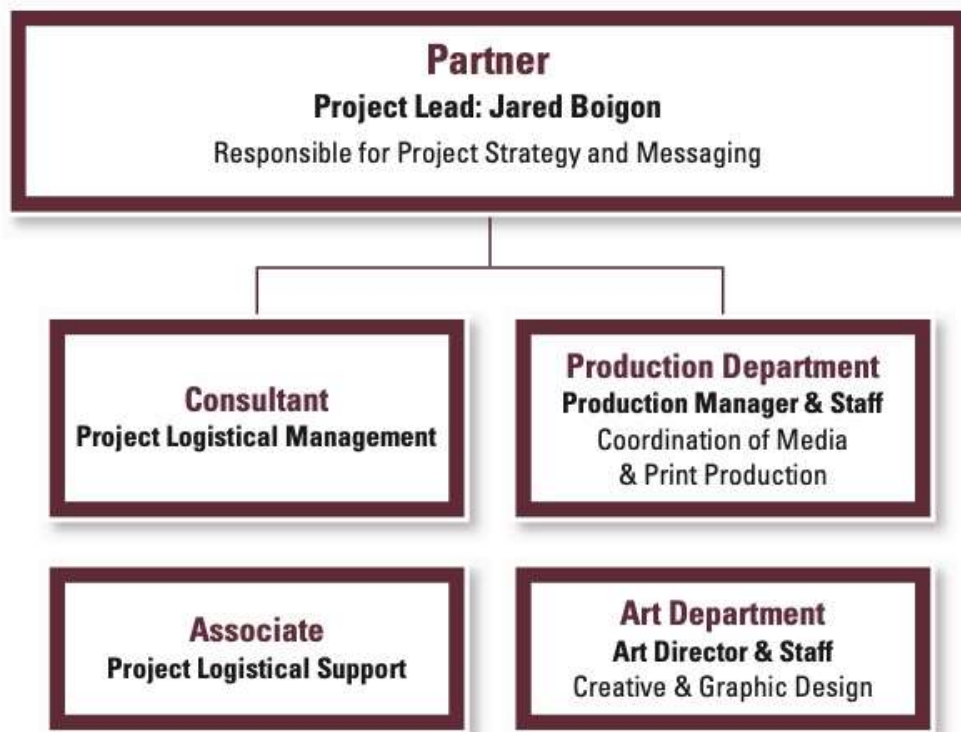 Partner
Project Lead: Jared Boigon
Responsible for Project Strategy and Messaging
Consultant
Project Logistical Management
Production Department
Production Manager & Staff
Coordination of Media
& Print Production
Associate
Project Logistical Support
Art Department
Art Director & Staff
Creative & Graphic Design